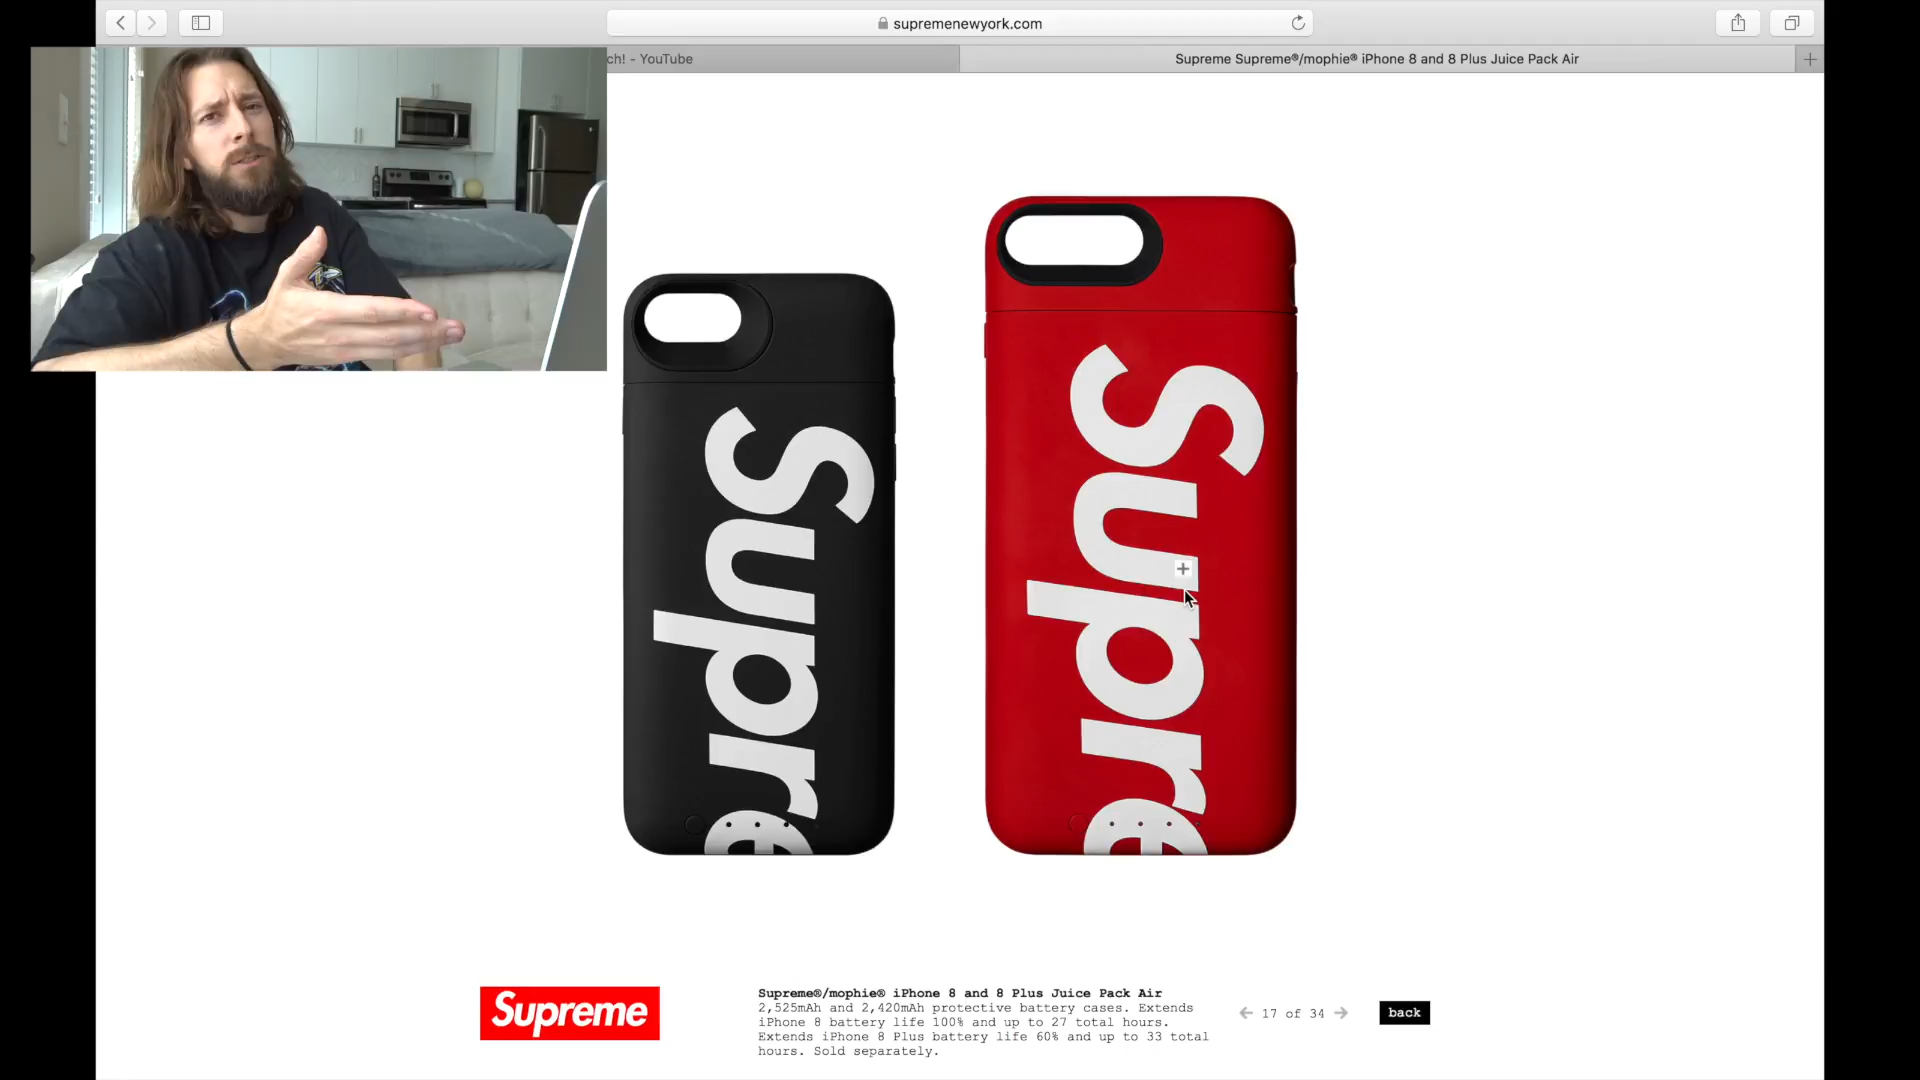 supremenewyork.com
ch! - YouTube
Supreme Supreme®/mophie® iPhone 8 and 8 Plus Juice Pack Air
Supre
Supre
Supreme
Supreme®/mophie® iPhone 8 and 8 Plus Juice Pack Air
2,525mAh and 2,420mAh protective battery cases. Extends
iPhone 8 battery life 100% and up to 27 total hours.
Extends iPhone 8 Plus battery life 60% and up to 33 total
hours. Sold separately.
17 of 34
back